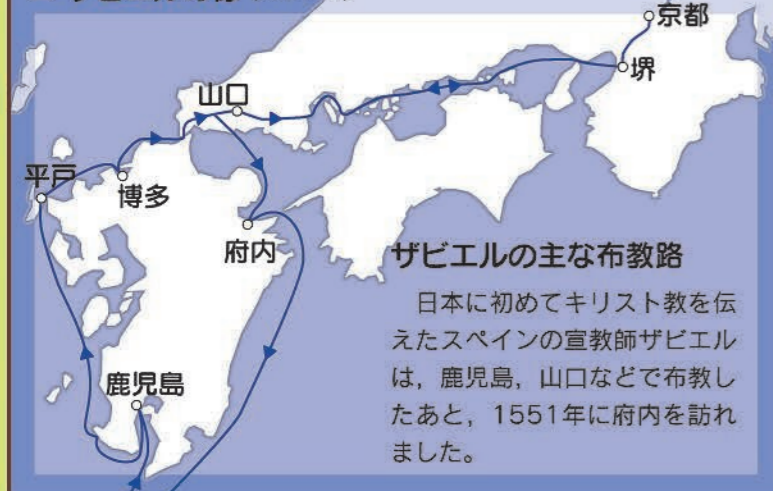 京都
堺
山口
平戸
博多
府内
鹿児島
ザビエルの主な布教路
日本に初めてキリスト教を伝
えたスペインの宣教師ザビエル
は，鹿児島，山口などで布教し
たあと，1551年に府内を訪れ
ました。